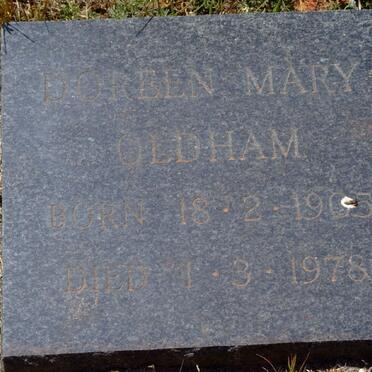 DOREEN MARY
OLDHAM
BORN 18·2·1905
DIED 1·3·1978